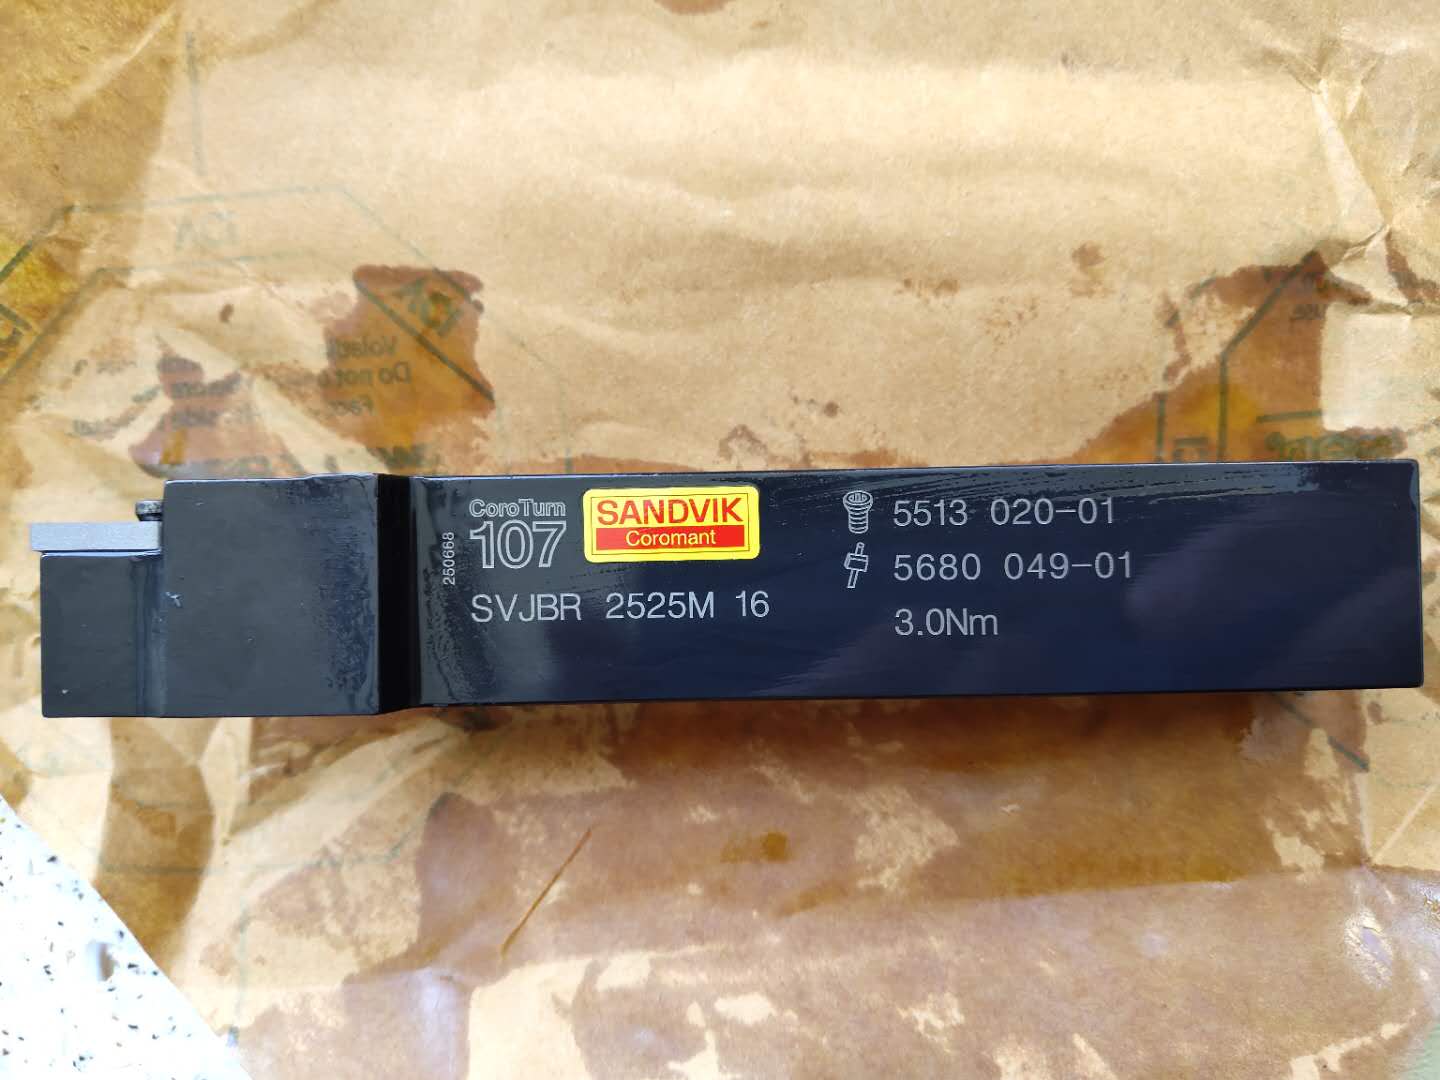 CoroTurn
107
250668
SANDVIK
Coromant
SVJBR 2525M 16
5513 020-01
5680 049-01
3.0Nm